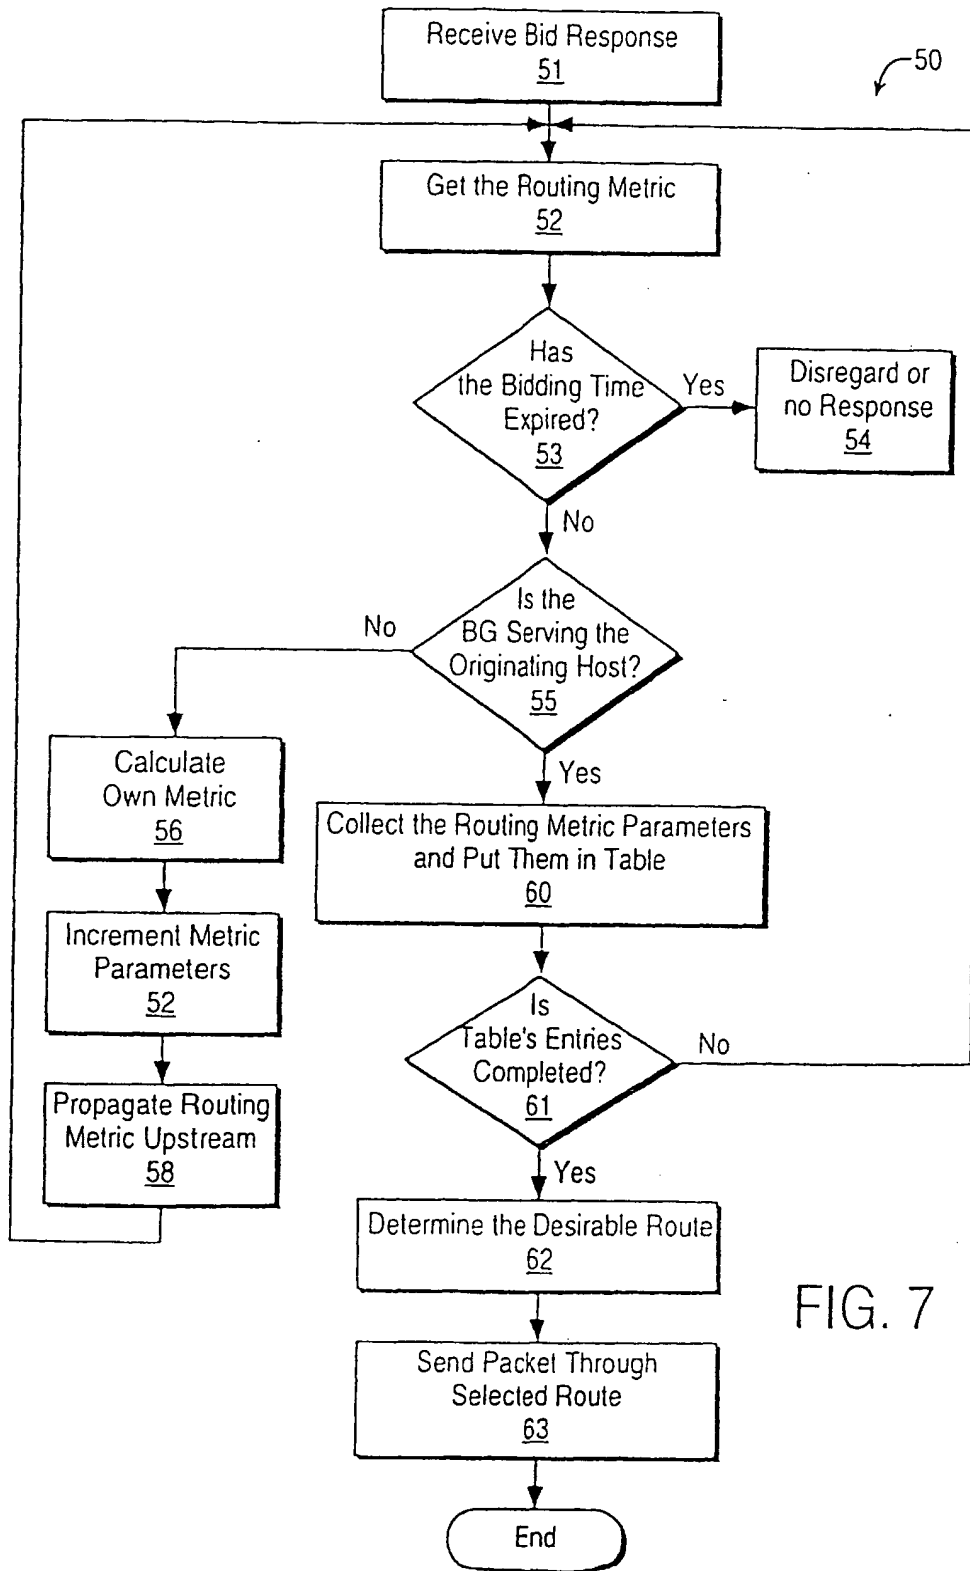 Receive Bid Response
51
50
Get the Routing Metric
52
Has
the Bidding Time
Expired?
53
Yes
Disregard or
no Response
54
No
Is the
BG Serving the
Originating Host?
55
No
Yes
Calculate
Own Metric
56
Collect the Routing Metric Parameters
and Put Them in Table
60
Increment Metric
Parameters
52
Is
Table's Entries
Completed?
61
No
Propagate Routing
Metric Upstream
58
Yes
Determine the Desirable Route
62
FIG. 7
Send Packet Through
Selected Route
63
End